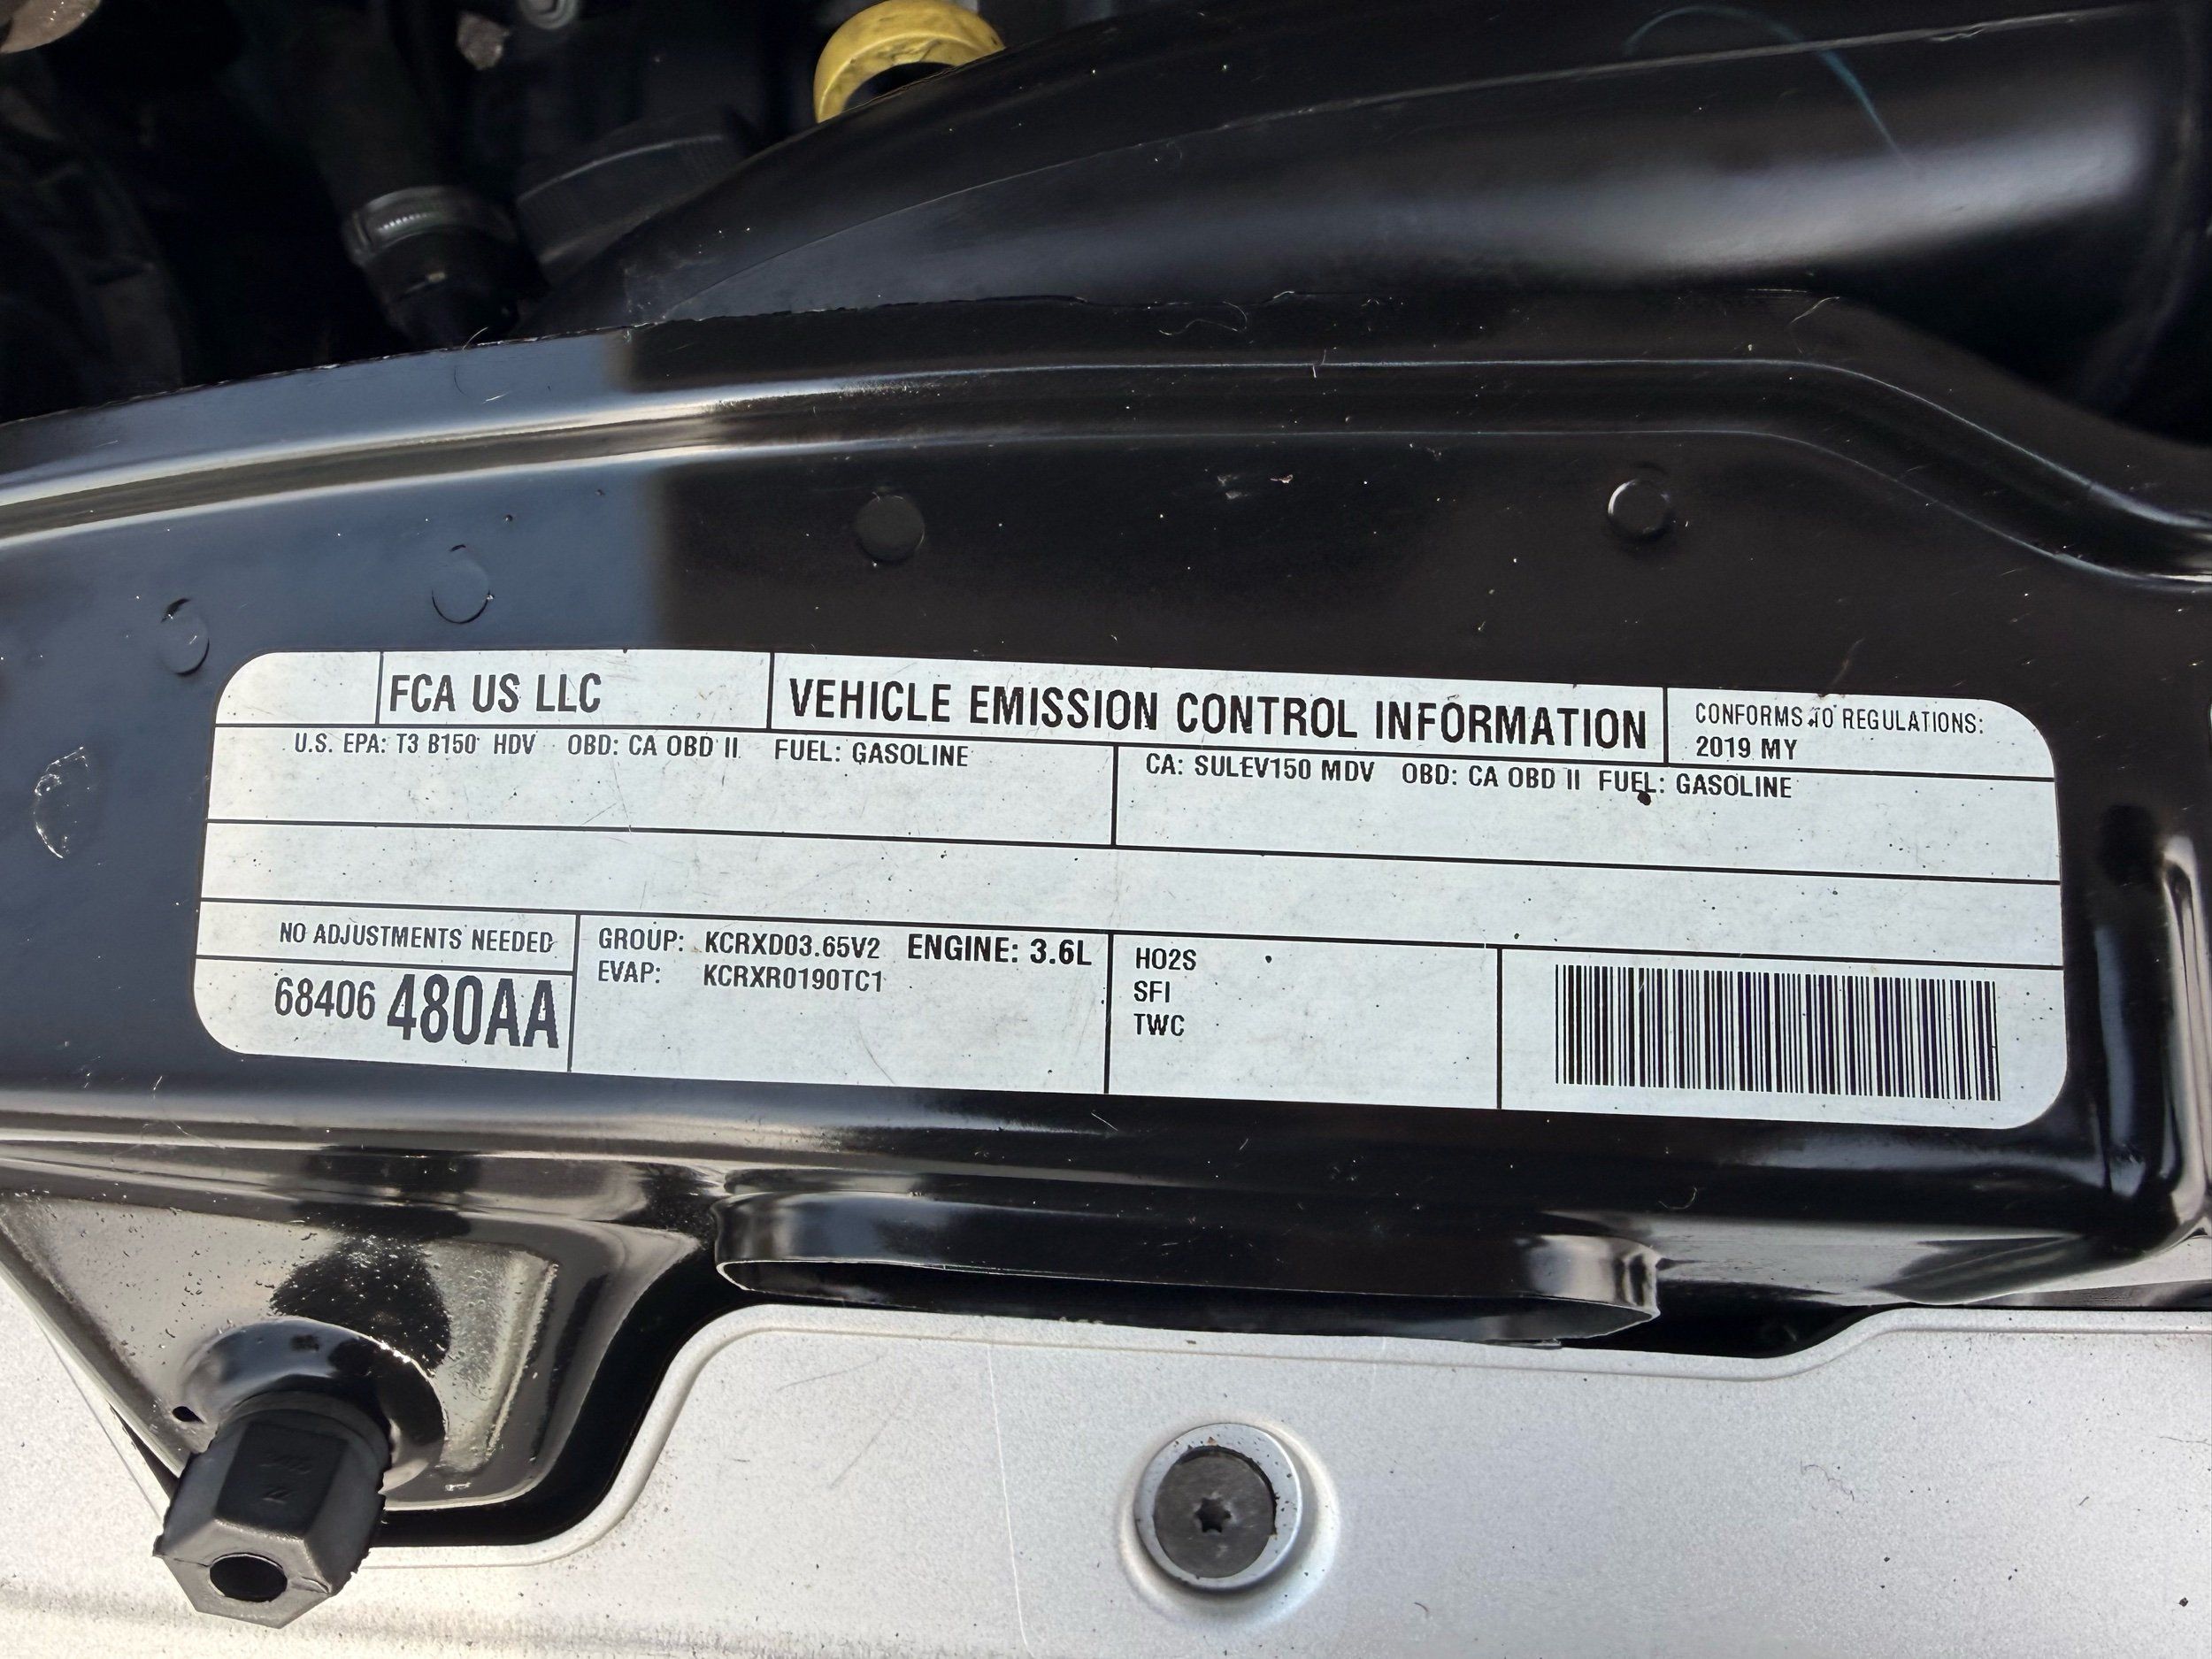 FCA US LLC
VEHICLE EMISSION CONTROL INFORMATION
CONFORMS TO REGULATIONS:
2019 MY
U.S. EPA: T3 B150 HDV OBD: CA OBD II FUEL: GASOLINE
CA: SULEV150 MDV OBD: CA OBD II FUEL: GASOLINE
NO ADJUSTMENTS NEEDED
68406 480AA
GROUP: KCRXD03.65V2 ENGINE: 3.6L
EVAP: KCRXR0190TC1
HO2S
SFI
TWC